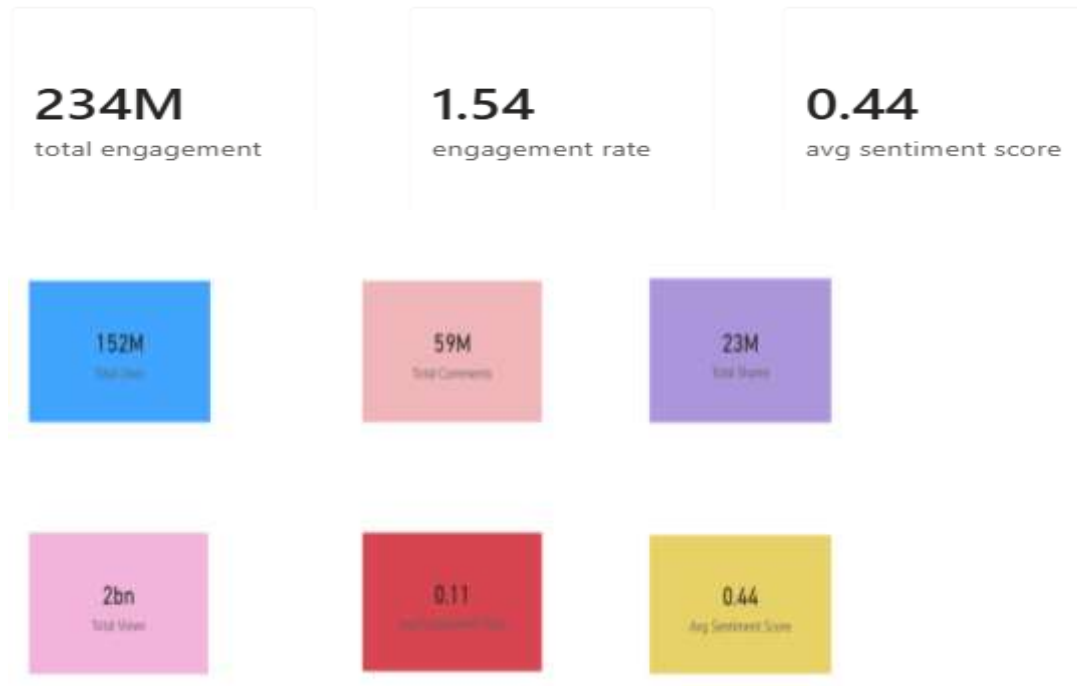 234M
total engagement
1.54
engagement rate
0.44
avg sentiment score
152M
Total
59M
Total Comments
23M
Total Shares
2bn
Total Views
0.11
0.44
Avg Sentiment Score